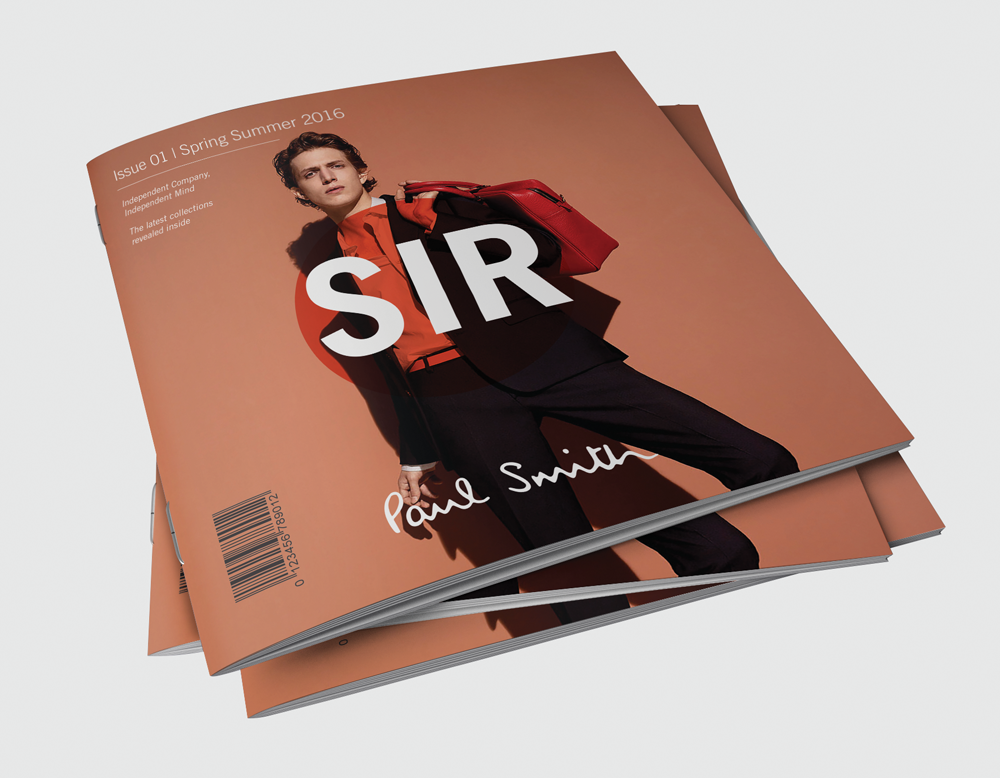 Issue 01 | Spring Summer 2016
Independent Company,
Independent Mind
The latest collections
revealed inside
SIR
Paul Smith
0 123456 789012